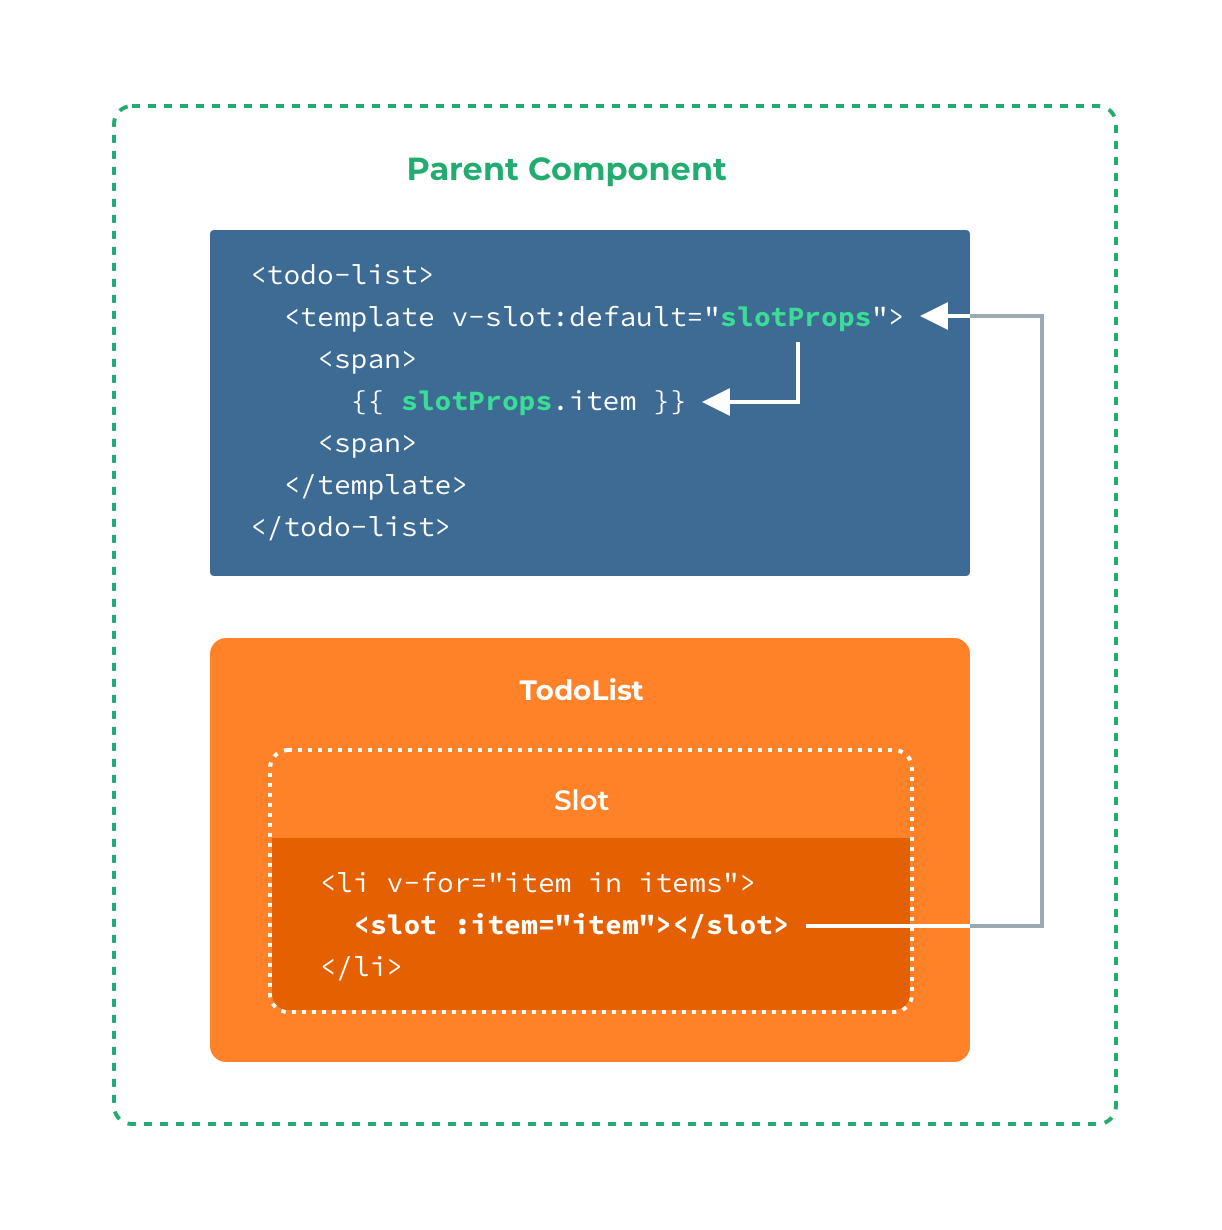 Parent Component
<todo-list>
<template v-slot:default="slotProps">
<span>
{{ slotProps.item }}
<span>
</template>
</todo-list>
TodoList
Slot
<li v-for="item in items">
<slot :item="item"></slot>
</li>